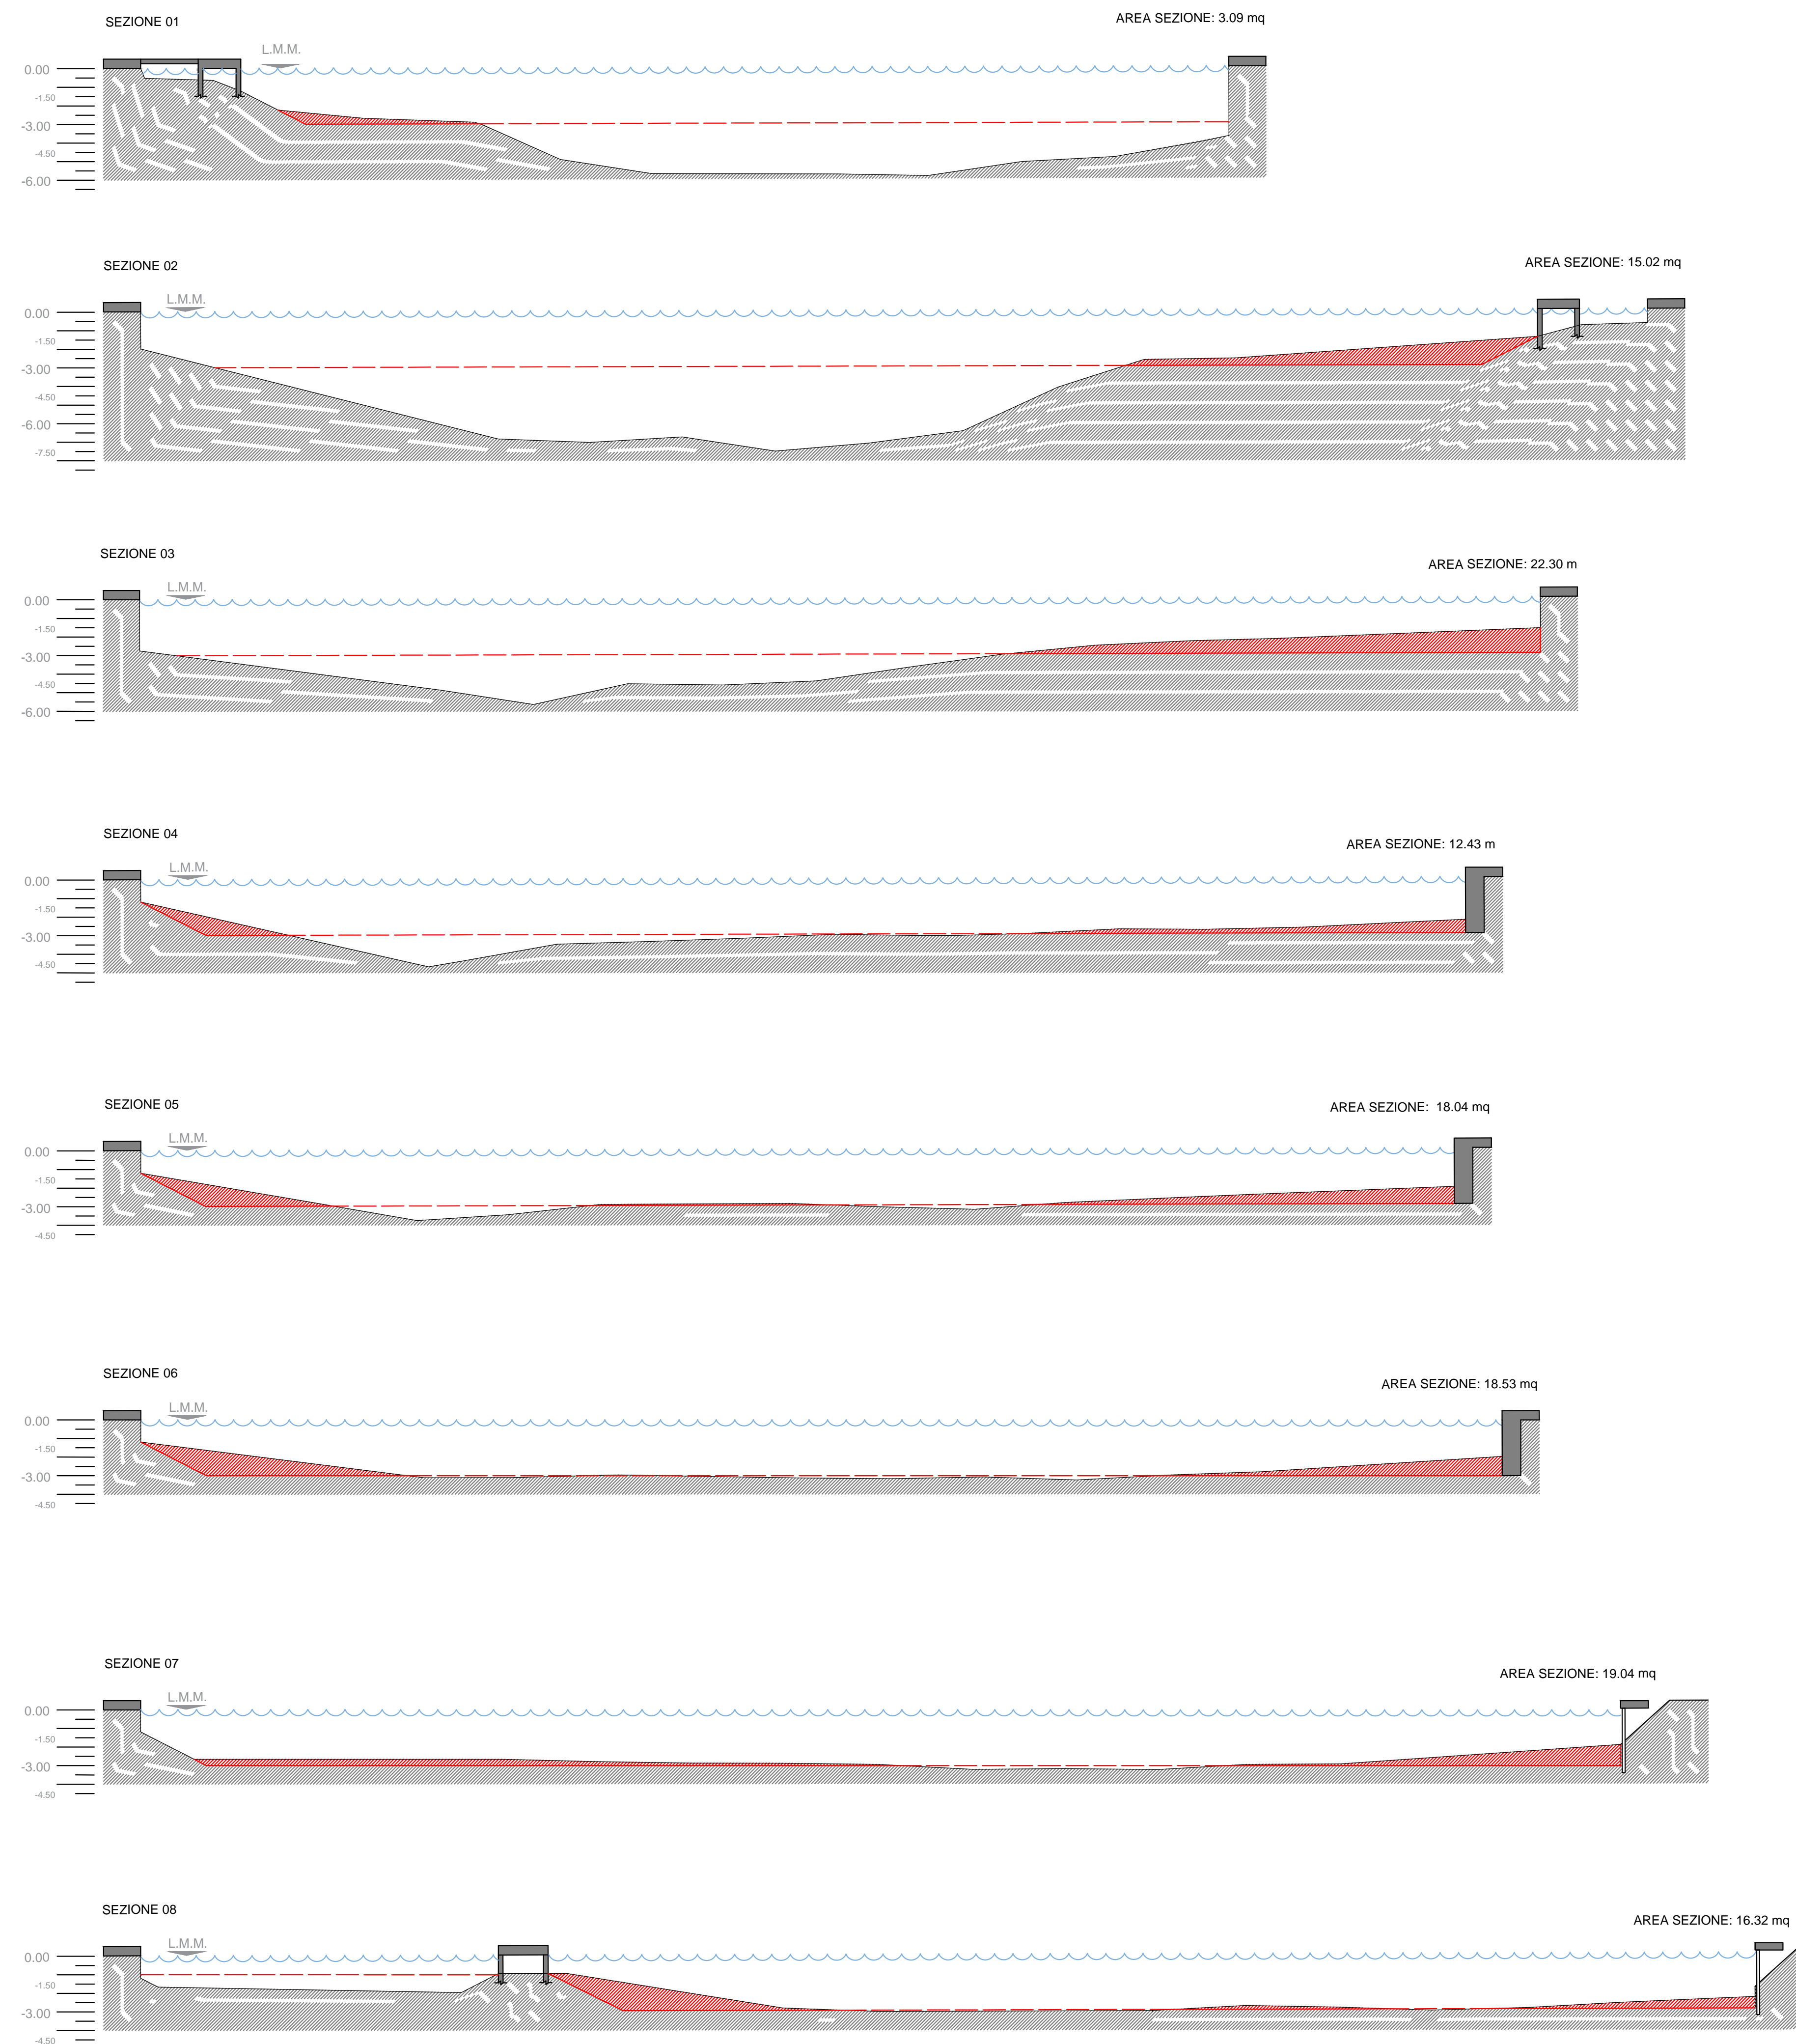 SEZIONE 01
AREA SEZIONE: 3.09 mq
L.M.M.
0.00
-1.50
-3.00
-4.50
-6.00
SEZIONE 02
AREA SEZIONE: 15.02 mq
L.M.M.
0.00
-1.50
-3.00
-4.50
-6.00
-7.50
SEZIONE 03
AREA SEZIONE: 22.30 m
L.M.M.
0.00
-1.50
-3.00
-4.50
-6.00
SEZIONE 04
AREA SEZIONE: 12.43 m
L.M.M.
0.00
-1.50
-3.00
-4.50
SEZIONE 05
AREA SEZIONE: 18.04 mq
L.M.M.
0.00
-1.50
-3.00
-4.50
SEZIONE 06
AREA SEZIONE: 18.53 mq
L.M.M.
0.00
-1.50
-3.00
-4.50
SEZIONE 07
AREA SEZIONE: 19.04 mq
L.M.M.
0.00
-1.50
-3.00
-4.50
SEZIONE 08
AREA SEZIONE: 16.32 mq
L.M.M.
0.00
-1.50
-3.00
-4.50